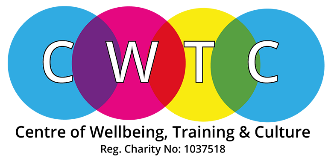 CWTC
Centre of Wellbeing, Training & Culture
Reg. Charity No: 1037518